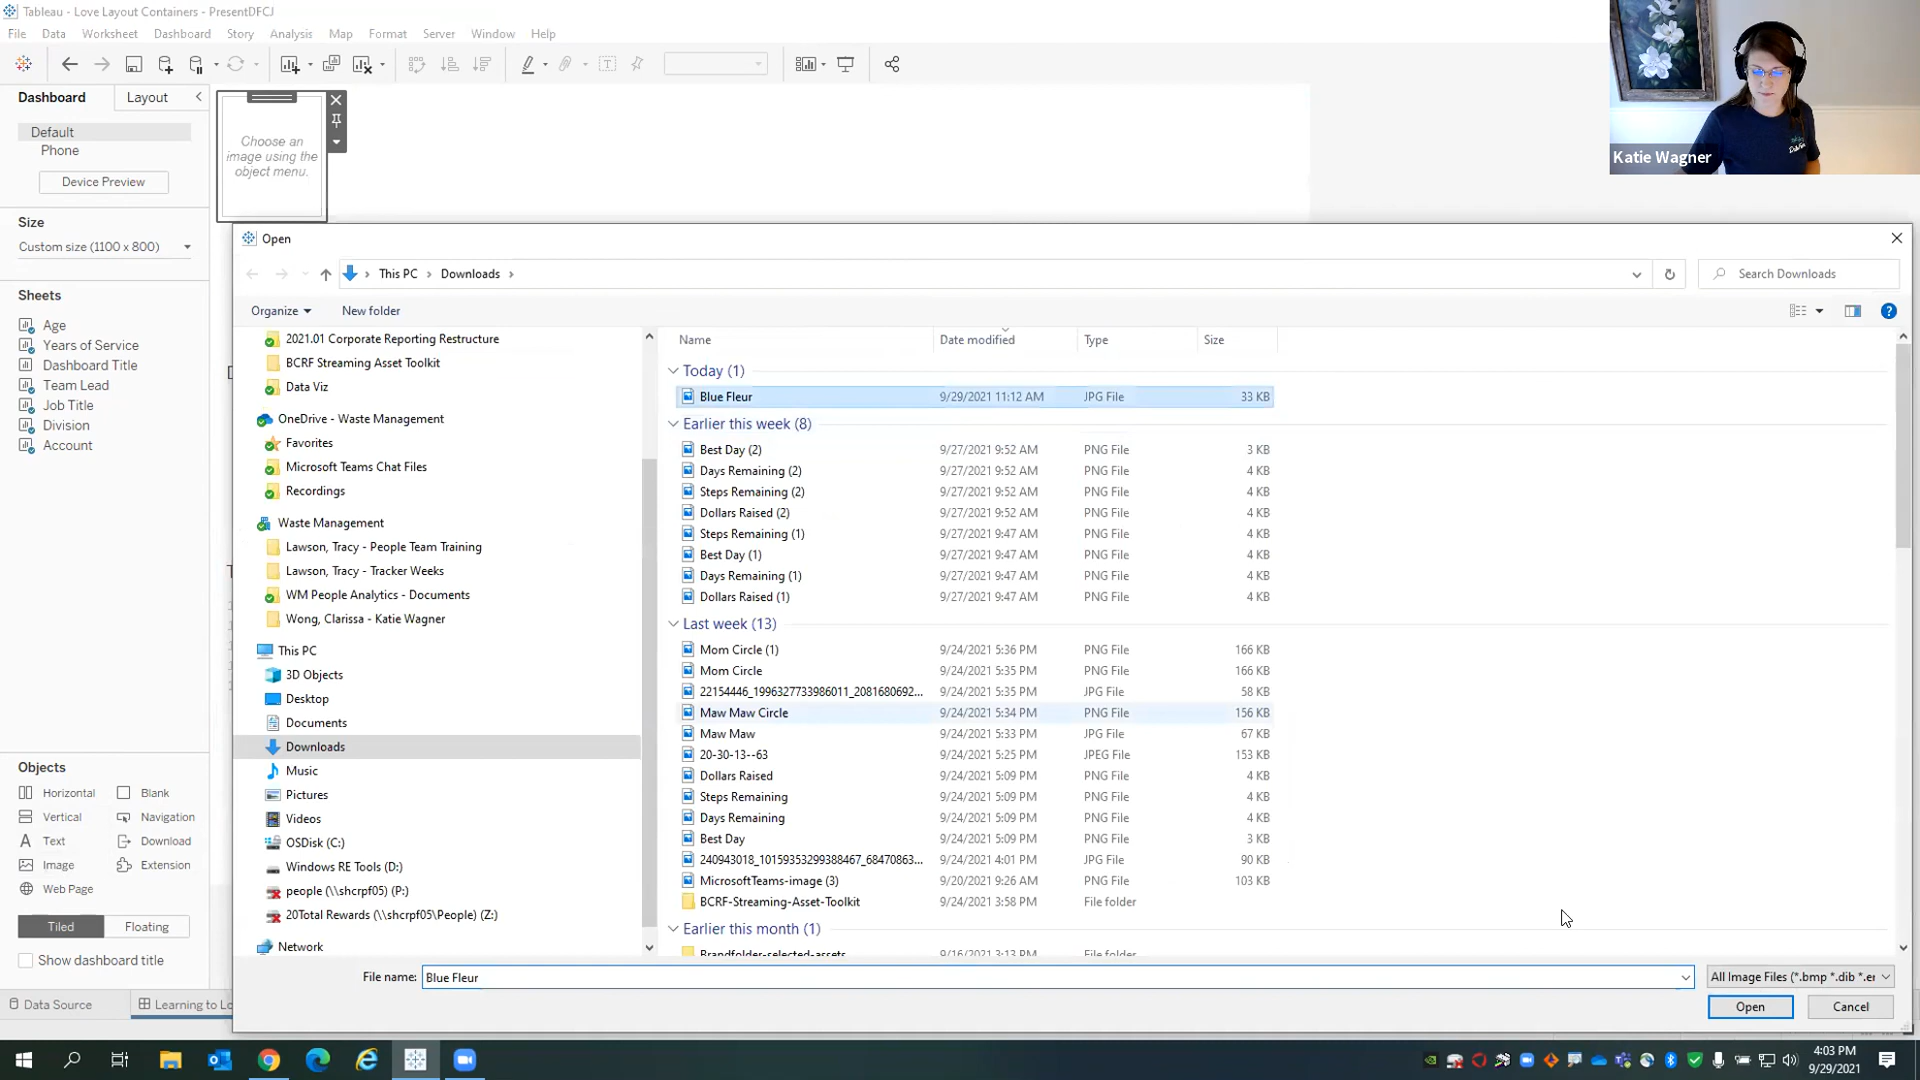 Tableau - Love Layout Containers - PresentDFCJ
File Data Worksheet Dashboard Story Analysis Map Format Server Window Help
Dashboard Layout
Default
Phone
Device Preview
Size
Custom size (1100 x 800)
Sheets
Age
Years of Service
Dashboard Title
Team Lead
Job Title
Division
Account
Objects
Horizontal Blank
Vertical Navigation
Text Download
Image Extension
Web Page
Tiled Floating
Show dashboard title
Data Source Learning to Lo
Choose an
image using the
object menu.
Katie Wagner
Open
This PC Downloads
Search Downloads
Organize New folder
2021.01 Corporate Reporting Restructure
BCRF Streaming Asset Toolkit
Data Viz
OneDrive - Waste Management
Favorites
Microsoft Teams Chat Files
Recordings
Waste Management
Lawson, Tracy - People Team Training
Lawson, Tracy - Tracker Weeks
WM People Analytics - Documents
Wong, Clarissa - Katie Wagner
This PC
3D Objects
Desktop
Documents
Downloads
Music
Pictures
Videos
OSDisk (C:)
Windows RE Tools (D:)
people (\\shcrpf05) (P:)
20Total Rewards (\\shcrpf05\People) (Z:)
Network
Name Date modified Type Size
Today (1)
Blue Fleur 9/29/2021 11:12 AM JPG File 33 KB
Earlier this week (8)
Best Day (2) 9/27/2021 9:52 AM PNG File 3 KB
Days Remaining (2) 9/27/2021 9:52 AM PNG File 4 KB
Steps Remaining (2) 9/27/2021 9:52 AM PNG File 4 KB
Dollars Raised (2) 9/27/2021 9:52 AM PNG File 4 KB
Steps Remaining (1) 9/27/2021 9:47 AM PNG File 4 KB
Best Day (1) 9/27/2021 9:47 AM PNG File 4 KB
Days Remaining (1) 9/27/2021 9:47 AM PNG File 4 KB
Dollars Raised (1) 9/27/2021 9:47 AM PNG File 4 KB
Last week (13)
Mom Circle (1) 9/24/2021 5:36 PM PNG File 166 KB
Mom Circle 9/24/2021 5:35 PM PNG File 166 KB
22154446_1996327733986011_2081680692... 9/24/2021 5:35 PM JPG File 58 KB
Maw Maw Circle 9/24/2021 5:34 PM PNG File 156 KB
Maw Maw 9/24/2021 5:33 PM JPG File 67 KB
20-30-13--63 9/24/2021 5:25 PM JPEG File 153 KB
Dollars Raised 9/24/2021 5:09 PM PNG File 4 KB
Steps Remaining 9/24/2021 5:09 PM PNG File 4 KB
Days Remaining 9/24/2021 5:09 PM PNG File 4 KB
Best Day 9/24/2021 5:09 PM PNG File 3 KB
240943018_10159353299388467_68470863... 9/24/2021 4:01 PM JPG File 90 KB
MicrosoftTeams-image (3) 9/20/2021 9:26 AM PNG File 103 KB
BCRF-Streaming-Asset-Toolkit 9/24/2021 3:58 PM File folder
Earlier this month (1)
Brandfolder-selected-assets 9/16/2021 3:13 PM File folder
File name: Blue Fleur All Image Files (*.bmp *.dib *.er
Open Cancel
4:03 PM
9/29/2021